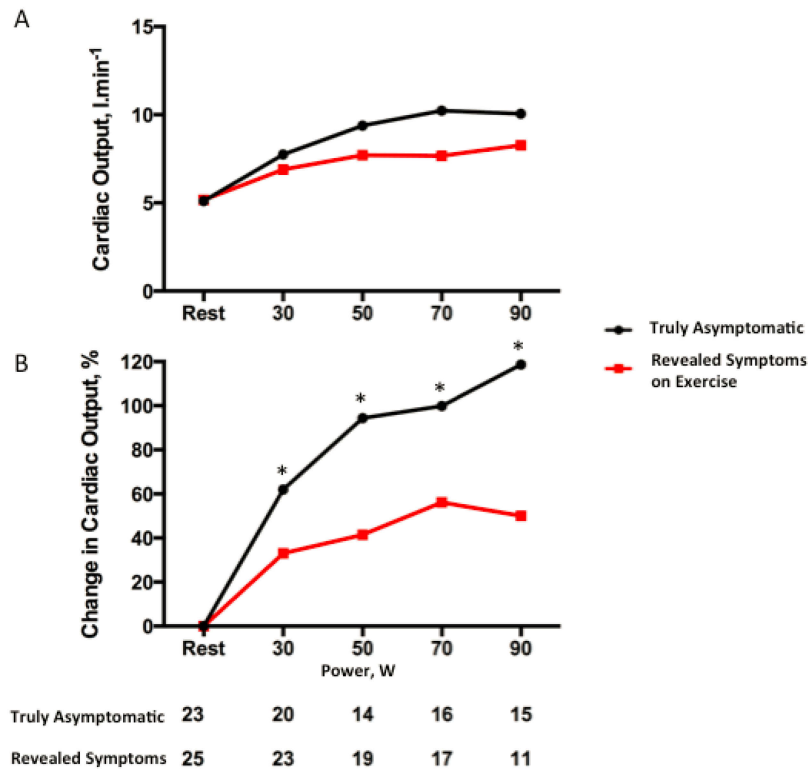 A
Cardiac Output, l.min⁻¹
15
10
5
0
Rest 30 50 70 90
Truly Asymptomatic
Revealed Symptoms
on Exercise
B
Change in Cardiac Output, %
120
100
80
60
40
20
0
* * * *
Rest 30 50 70 90
Power, W
Truly Asymptomatic 23 20 14 16 15
Revealed Symptoms 25 23 19 17 11